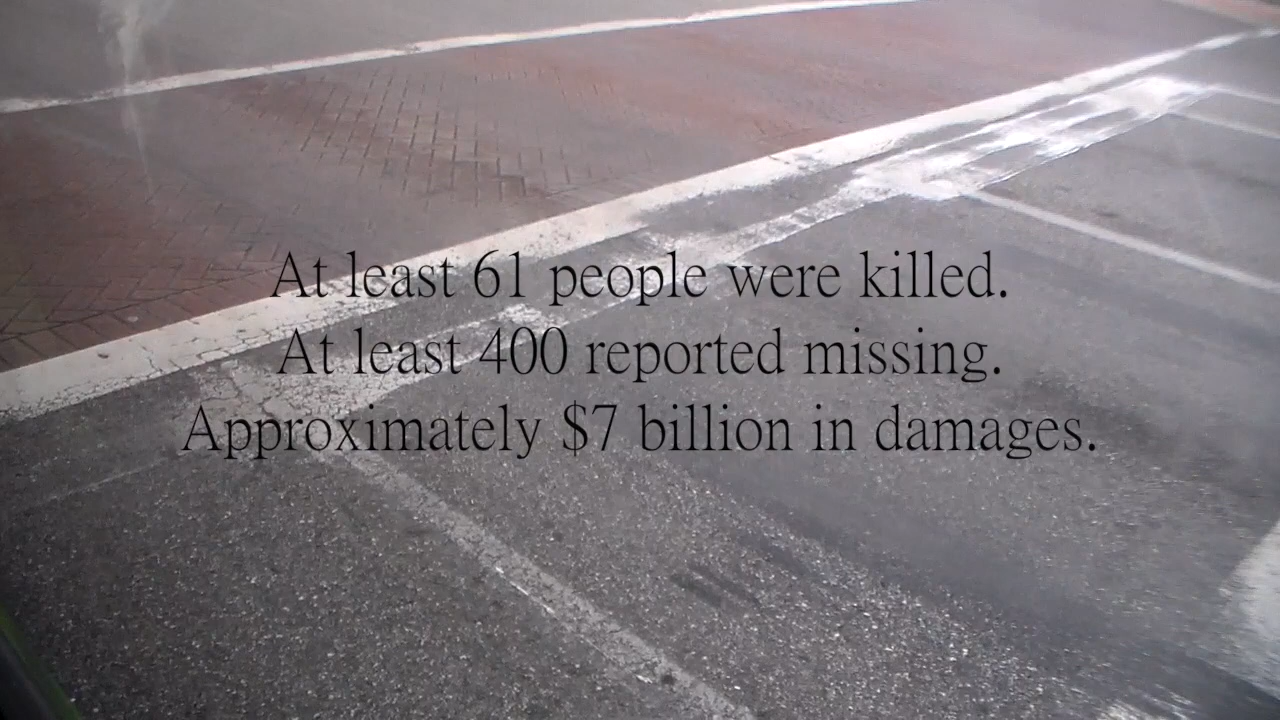 At least 61 people were killed.
At least 400 reported missing.
Approximately $7 billion in damages.